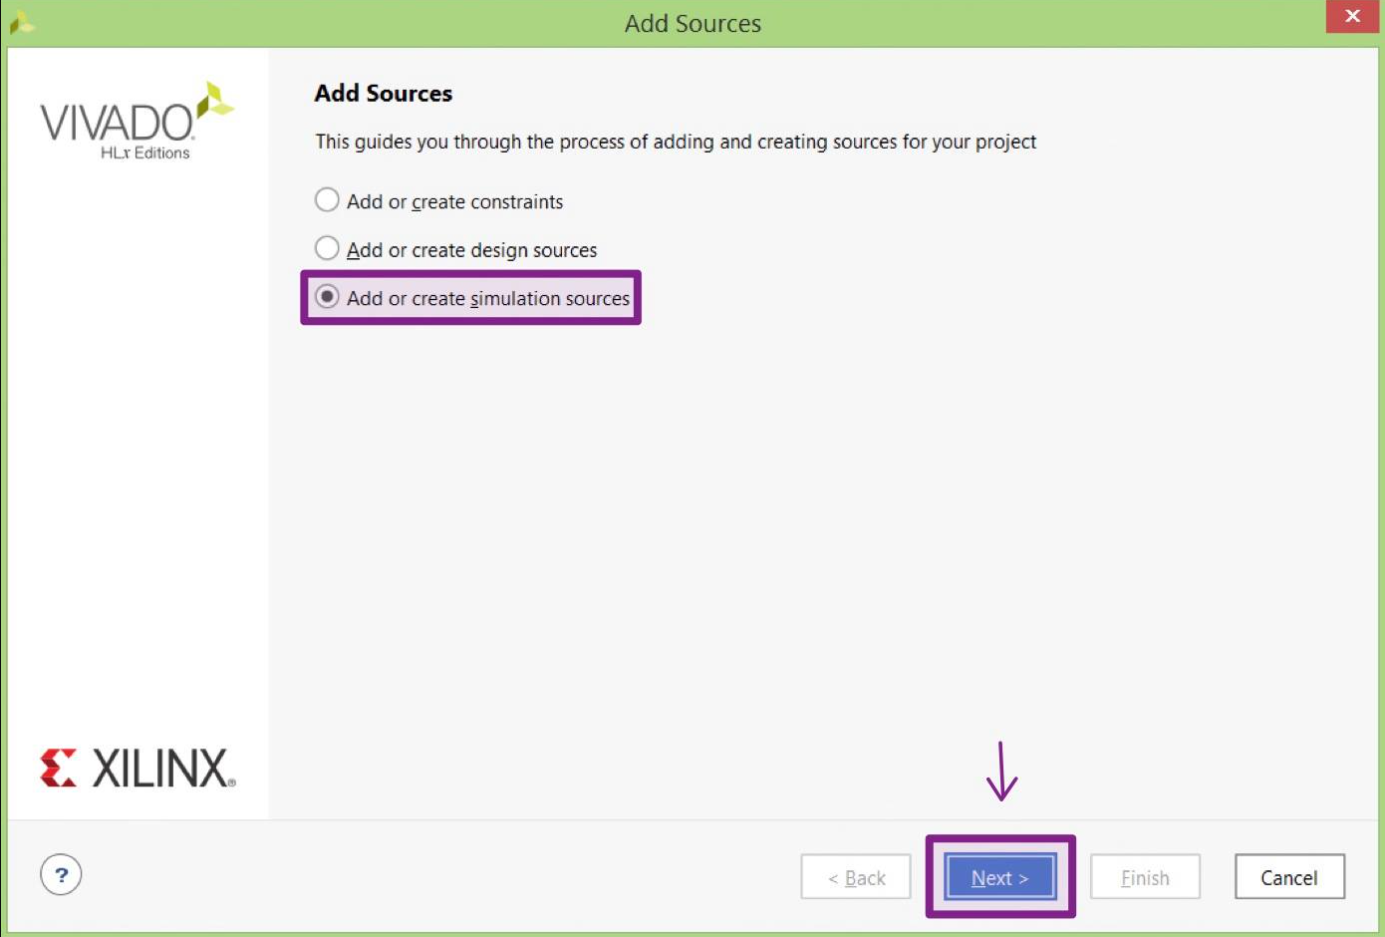 Add Sources
x
VIVADO.
HLx Editions
Add Sources
This guides you through the process of adding and creating sources for your project
Add or create constraints
Add or create design sources
Add or create simulation sources
XILINX®
?
< Back
Next >
Finish
Cancel